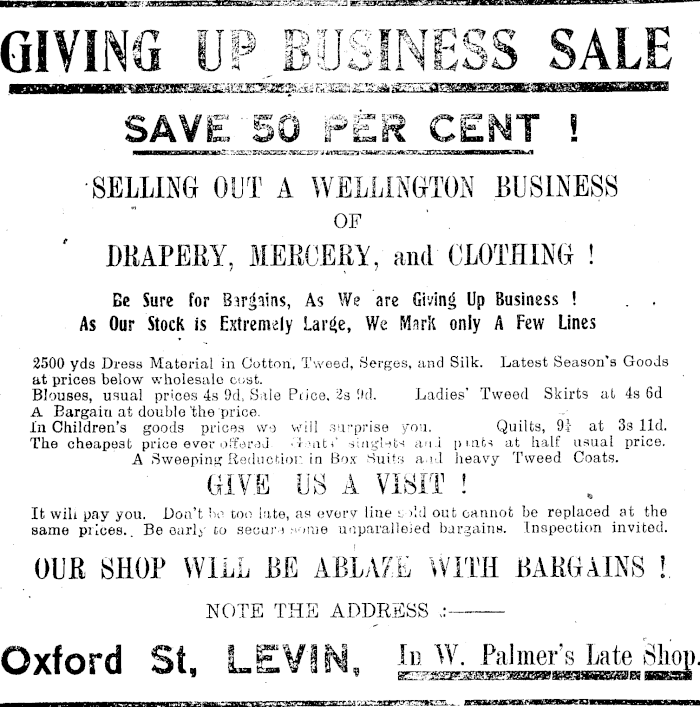 GIVING UP BUSINESS SALE
SAVE 50 PER CENT !
SELLING OUT A WELLINGTON BUSINESS
OF
DRAPERY, MERCERY, and CLOTHING !
Be Sure for Bargains, As We are Giving Up Business !
As Our Stock is Extremely Large, We Mark only A Few Lines
2500 yds Dress Material in Cotton, Tweed, Serges, and Silk. Latest Season's Goods
at prices below wholesale cost.
Blouses, usual prices 4s 9d, Sale Price, 2s 9d. Ladies' Tweed Skirts at 4s 6d
A Bargain at double the price.
In Children's goods prices we will surprise you. Quilts, 9¼ at 3s 11d.
The cheapest price ever offered Gents' singlets and pants at half usual price.
A Sweeping Reduction in Box Suits and heavy Tweed Coats.
GIVE US A VISIT !
It will pay you. Don't be too late, as every line sold out cannot be replaced at the
same prices. Be early to secure some unparalleled bargains. Inspection invited.
OUR SHOP WILL BE ABLAZE WITH BARGAINS !
NOTE THE ADDRESS .:——
Oxford St, LEVIN, In W. Palmer's Late Shop.